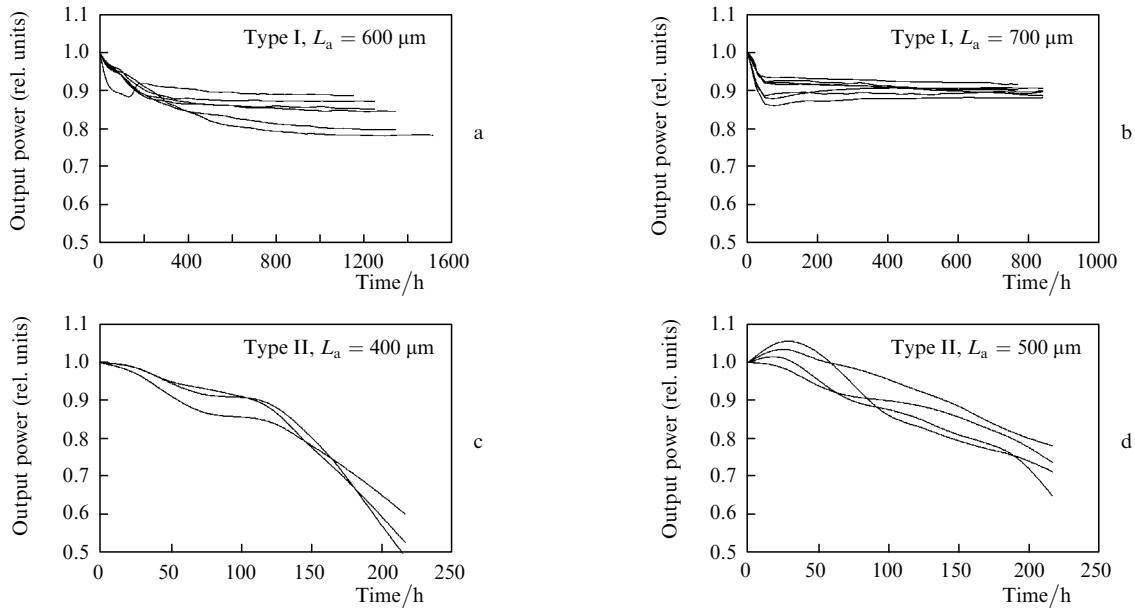 Output power (rel. units)
1.1
1.0
0.9
0.8
0.7
0.6
0.5
Type I, Lₐ = 600 μm
a
0 400 800 1200 1600
Time/h
Output power (rel. units)
1.1
1.0
0.9
0.8
0.7
0.6
0.5
Type I, Lₐ = 700 μm
b
0 200 400 600 800 1000
Time/h
Output power (rel. units)
1.1
1.0
0.9
0.8
0.7
0.6
0.5
Type II, Lₐ = 400 μm
c
0 50 100 150 200 250
Time/h
Output power (rel. units)
1.1
1.0
0.9
0.8
0.7
0.6
0.5
Type II, Lₐ = 500 μm
d
0 50 100 150 200 250
Time/h